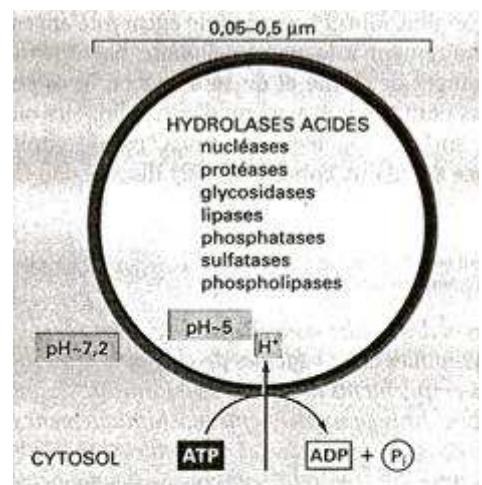 0,05–0,5 µm
HYDROLASES ACIDES
nucléases
protéases
glycosidases
lipases
phosphatases
sulfatases
phospholipases
pH~5
H⁺
pH~7,2
CYTOSOL ATP ADP + Pᵢ